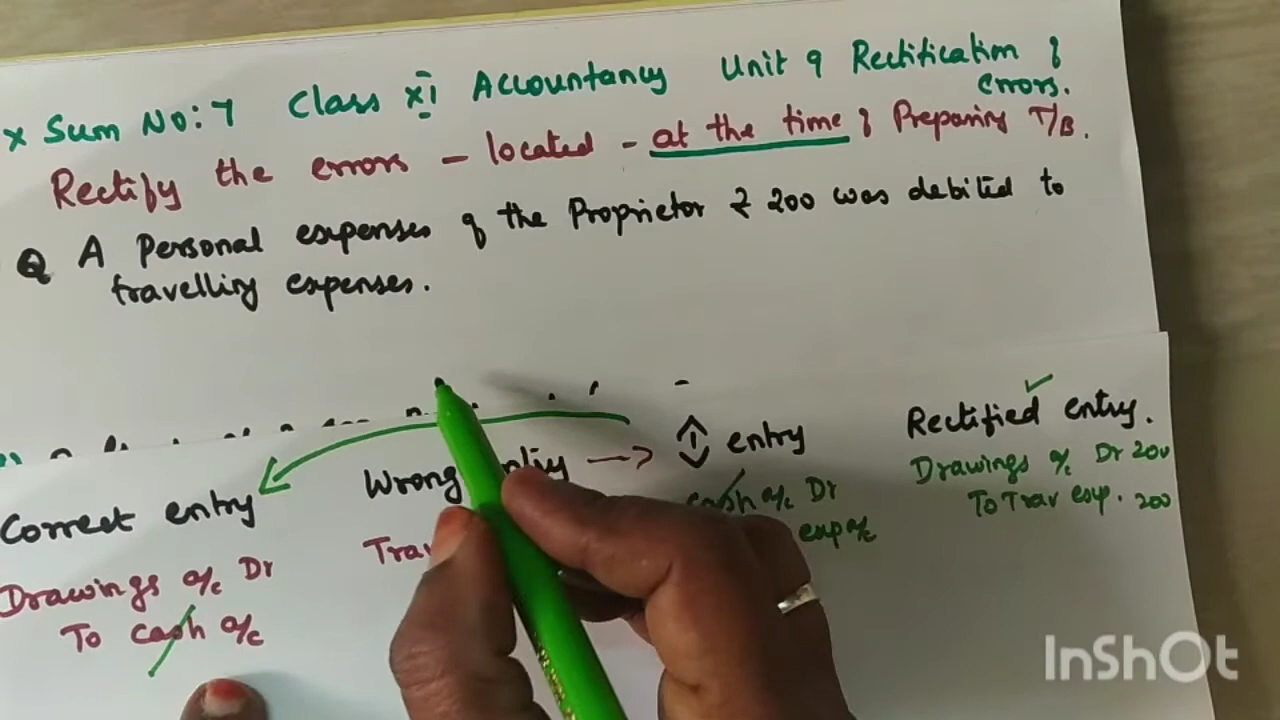 x Sum No: 7 Class XI Accountancy Unit 9 Rectification of errors.
Rectify the errors - located - at the time of Preparing T/B.
Q A Personal expenses of the Proprietor ₹ 200 was debited to
travelling expenses.
Correct entry
Drawings a/c Dr
To cash a/c
Wrong
Trav
entry
cash a/c Dr
exp a/c
Rectified entry.
Drawings a/c Dr 200
To Trav exp. 200
InShOt